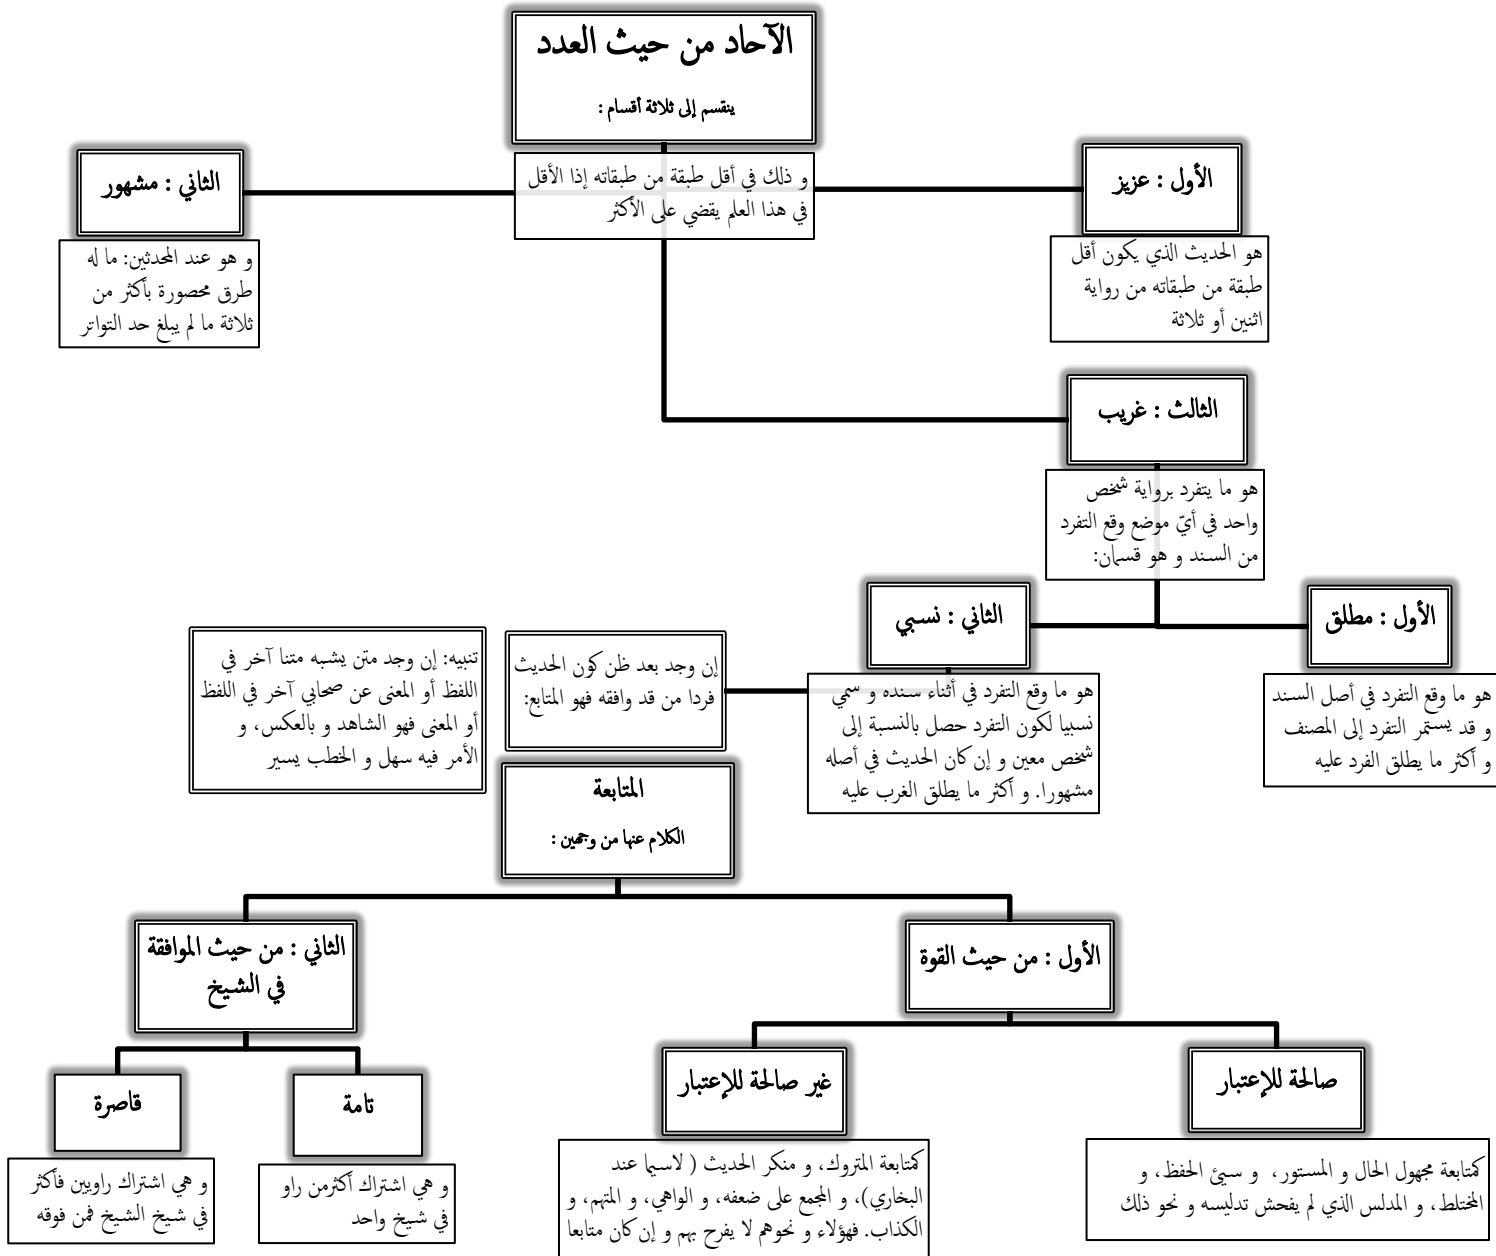 الآحاد من حيث العدد
ينقسم إلى ثلاثة أقسام :
و ذلك في أقل طبقة من طبقاته إذا الأقل
في هذا العلم يقضي على الأكثر
الأول : عزيز
هو الحديث الذي يكون أقل
طبقة من طبقاته من رواية
اثنين أو ثلاثة
الثاني : مشهور
و هو عند المحدثين: ما له
طرق محصورة بأكثر من
ثلاثة ما لم يبلغ حد التواتر
الثالث : غريب
هو ما يتفرد برواية شخص
واحد في أيّ موضع وقع التفرد
من السند و هو قسمان:
الأول : مطلق
هو ما وقع التفرد في أصل السند
و قد يستمر التفرد إلى المصنف
و أكثر ما يطلق الفرد عليه
الثاني : نسبي
هو ما وقع التفرد في أثناء سنده و سمي
نسبيا لكون التفرد حصل بالنسبة إلى
شخص معين و إن كان الحديث في أصله
مشهورا. و أكثر ما يطلق الغرب عليه
إن وجد بعد ظن كون الحديث
فردا من قد وافقه فهو المتابع:
تنبيه: إن وجد متن يشبه متنا آخر في
اللفظ أو المعنى عن صحابي آخر في اللفظ
أو المعنى فهو الشاهد و بالعكس، و
الأمر فيه سهل و الخطب يسير
المتابعة
الكلام عنها من وجهين :
الأول : من حيث القوة
صالحة للإعتبار
كمتابعة مجهول الحال و المستور، و سيئ الحفظ، و
المختلط، و المدلس الذي لم يفحش تدليسه و نحو ذلك
غير صالحة للإعتبار
كمتابعة المتروك، و منكر الحديث ( لاسيما عند
البخاري)، و المجمع على ضعفه، و الواهي، و المتهم، و
الكذاب. فهؤلاء و نحوهم لا يفرح بهم و إن كان متابعا
الثاني : من حيث الموافقة
في الشيخ
تامة
و هي اشتراك أكثرمن راو
في شيخ واحد
قاصرة
و هي اشتراك راويين فأكثر
في شيخ الشيخ فمن فوقه